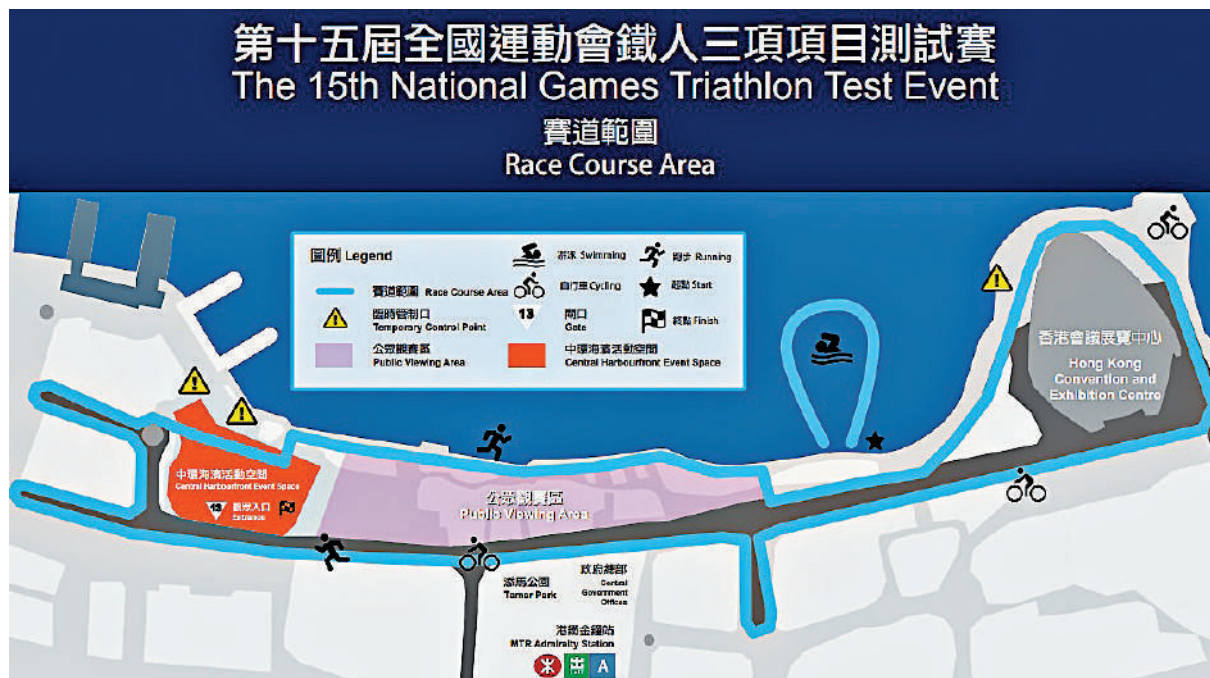 第十五屆全國運動會鐵人三項項目測試賽
The 15th National Games Triathlon Test Event
賽道範圍
Race Course Area
圖例 Legend
游泳 Swimming
跑步 Running
賽道範圍 Race Course Area
自行車 Cycling
起點 Start
臨時管制口
Temporary Control Point
13
閘口
Gate
終點 Finish
公眾觀賽區
Public Viewing Area
中環海濱活動空間
Central Harbourfront Event Space
香港會議展覽中心
Hong Kong
Convention and
Exhibition Centre
中環海濱活動空間
Central Harbourfront Event Space
13
觀眾入口
Entrance
公眾觀賽區
Public Viewing Area
添馬公園
Tamar Park
政府總部
Central
Government
Offices
港鐵金鐘站
MTR Admiralty Station
A